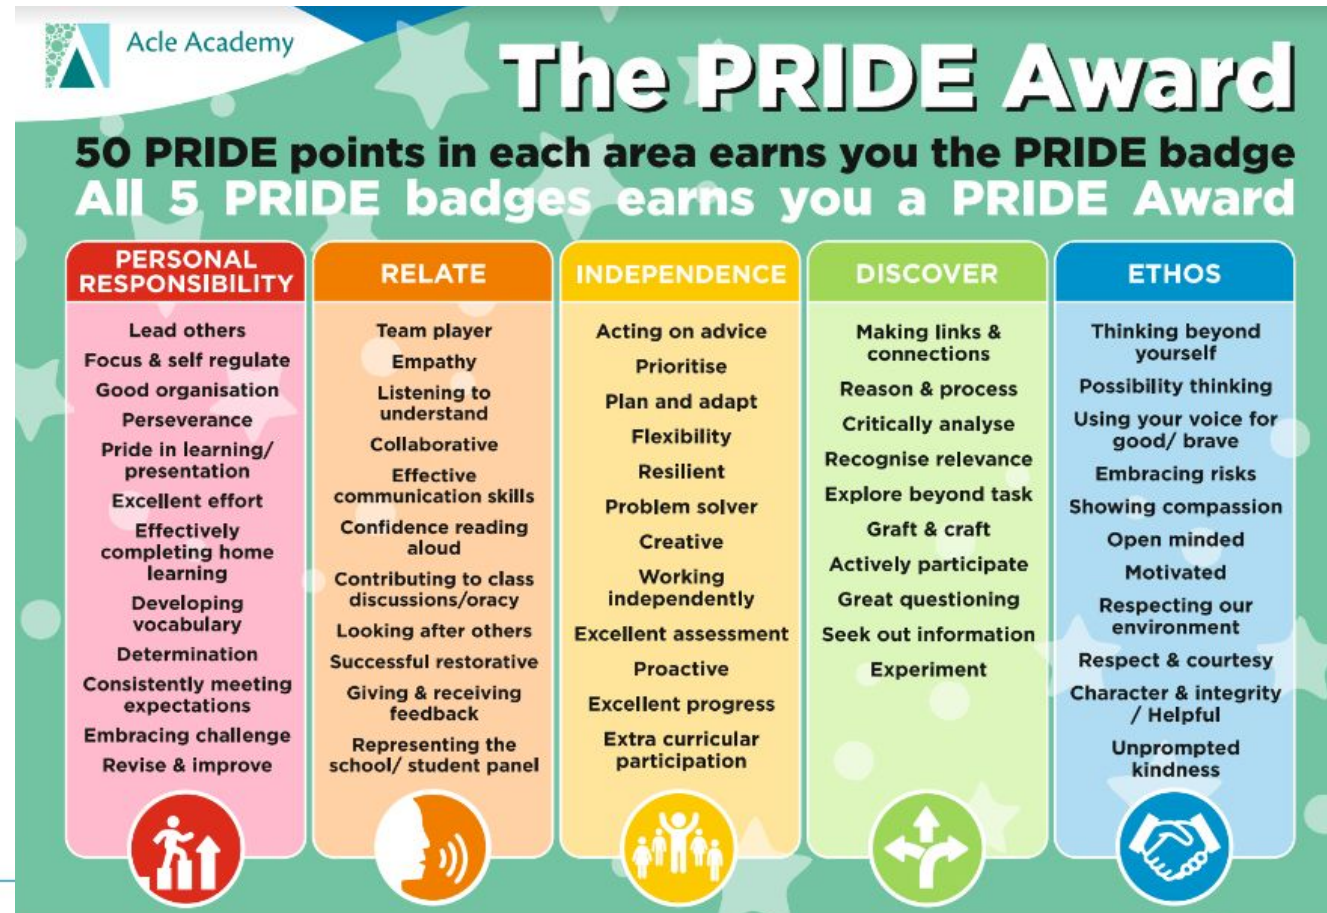 Acle Academy
The PRIDE Award
50 PRIDE points in each area earns you the PRIDE badge
All 5 PRIDE badges earns you a PRIDE Award
PERSONAL
RESPONSIBILITY
Lead others
Focus & self regulate
Good organisation
Perseverance
Pride in learning/
presentation
Excellent effort
Effectively
completing home
learning
Developing
vocabulary
Determination
Consistently meeting
expectations
Embracing challenge
Revise & improve
RELATE
Team player
Empathy
Listening to
understand
Collaborative
Effective
communication skills
Confidence reading
aloud
Contributing to class
discussions/oracy
Looking after others
Successful restorative
Giving & receiving
feedback
Representing the
school/ student panel
INDEPENDENCE
Acting on advice
Prioritise
Plan and adapt
Flexibility
Resilient
Problem solver
Creative
Working
independently
Excellent assessment
Proactive
Excellent progress
Extra curricular
participation
DISCOVER
Making links &
connections
Reason & process
Critically analyse
Recognise relevance
Explore beyond task
Graft & craft
Actively participate
Great questioning
Seek out information
Experiment
ETHOS
Thinking beyond
yourself
Possibility thinking
Using your voice for
good/ brave
Embracing risks
Showing compassion
Open minded
Motivated
Respecting our
environment
Respect & courtesy
Character & integrity
/ Helpful
Unprompted
kindness